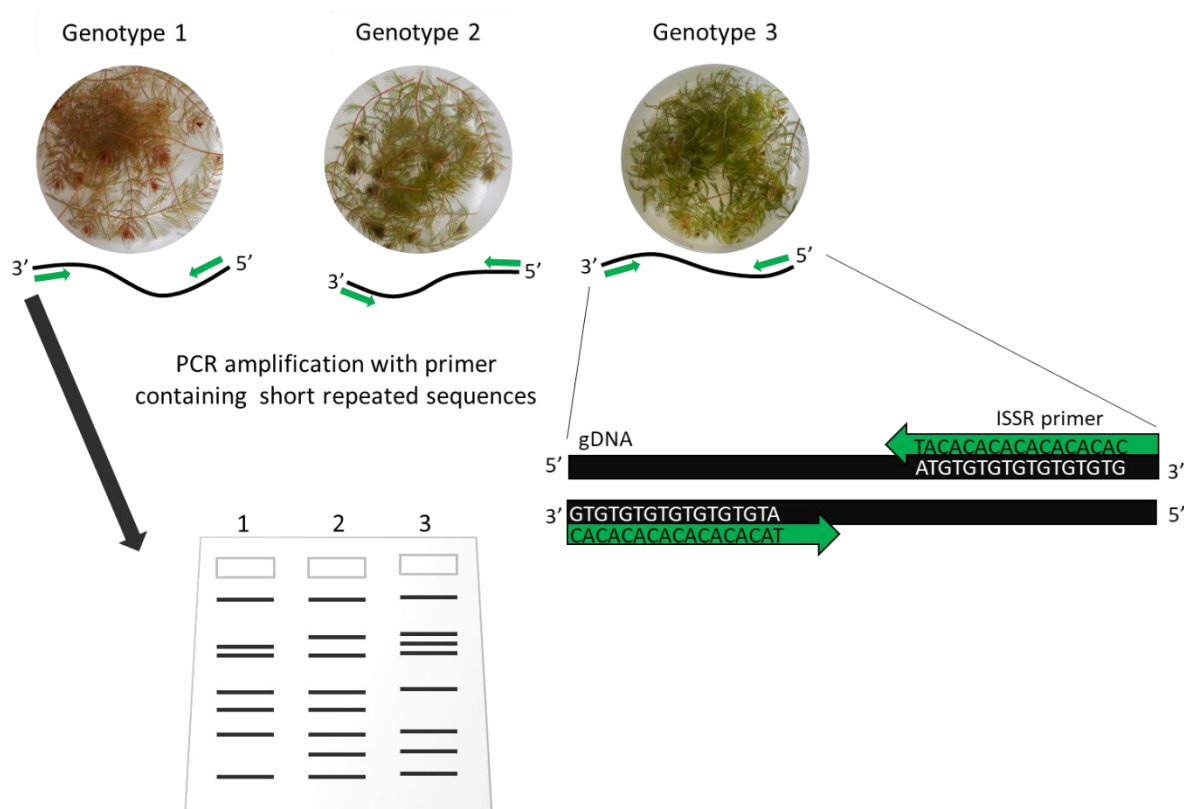 Genotype 1
Genotype 2
Genotype 3
3’
5’
3’
5’
3’
5’
PCR amplification with primer
containing short repeated sequences
ISSR primer
gDNA
TACACACACACACACAC
5’
ATGTGTGTGTGTGTGTG
3’
3’
GTGTGTGTGTGTGTGTA
5’
CACACACACACACACAT
1
2
3